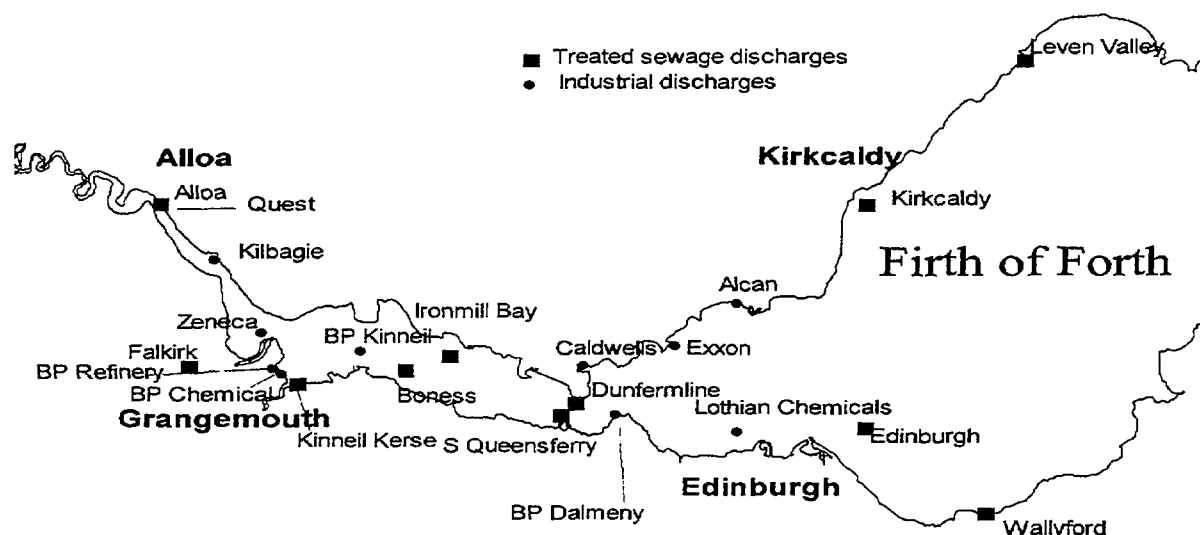 Leven Valley
Treated sewage discharges
Industrial discharges
Alloa
Kirkcaldy
Alloa
Quest
Kirkcaldy
Kilbagie
Firth of Forth
Alcan
Ironmill Bay
Zeneca
BP Kinneil
Falkirk
Caldwells
Exxon
BP Refinery
BP Chemical
Boness
Dunfermline
Lothian Chemicals
Grangemouth
Kinneil Kerse
S Queensferry
Edinburgh
Edinburgh
BP Dalmeny
Wallyford